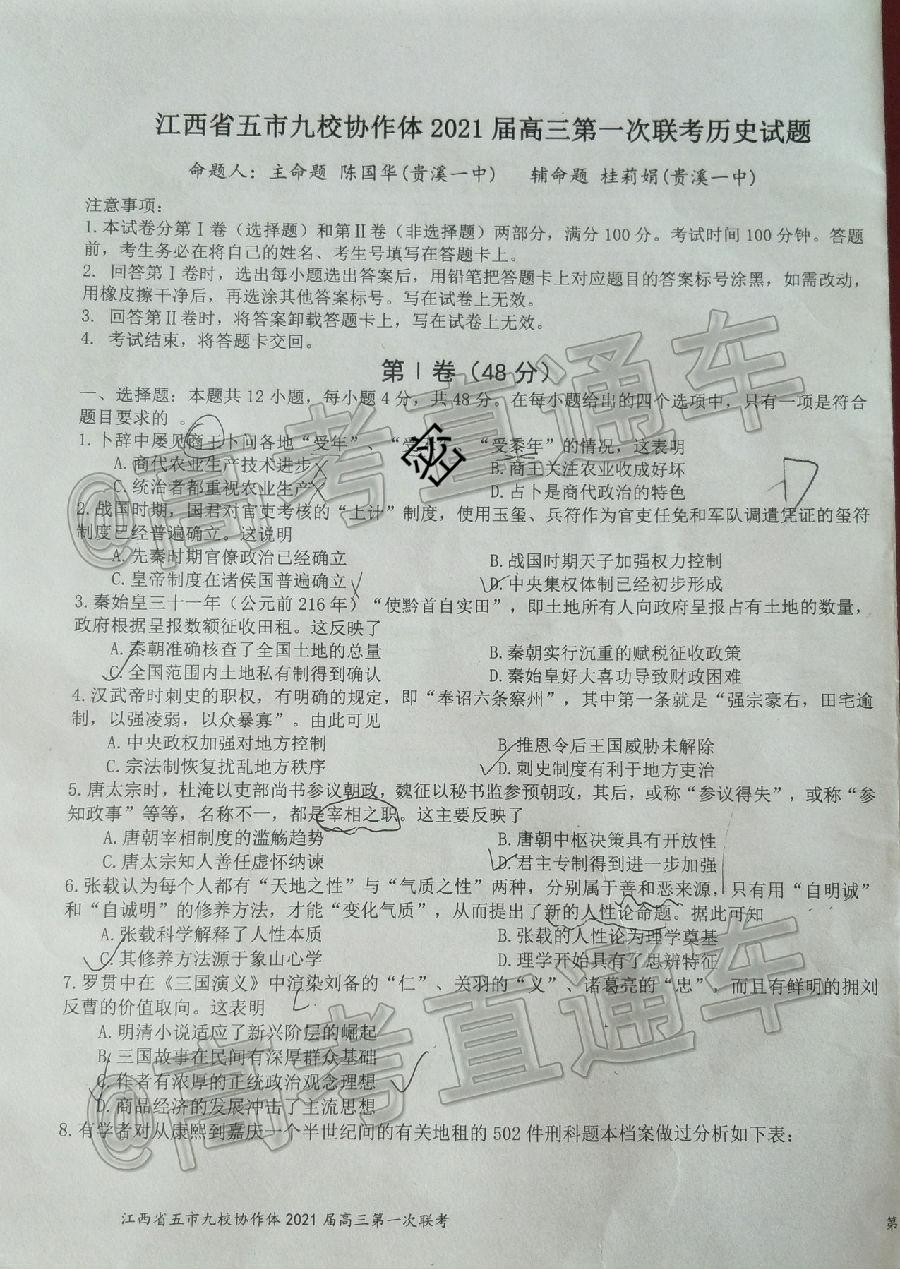 江西省五市九校协作体 2021 届高三第一次联考历史试题
命题人：主命题 陈国华(贵溪一中) 辅命题 桂莉娟(贵溪一中)
注意事项：
1.本试卷分第Ⅰ卷（选择题）和第Ⅱ卷（非选择题）两部分，满分 100 分。考试时间 100 分钟。答题
前，考生务必在将自己的姓名、考生号填写在答题卡上。
2. 回答第Ⅰ卷时，选出每小题选出答案后，用铅笔把答题卡上对应题目的答案标号涂黑，如需改动，
用橡皮擦干净后，再选涂其他答案标号。写在试卷上无效。
3. 回答第Ⅱ卷时，将答案卸载答题卡上，写在试卷上无效。
4. 考试结束，将答题卡交回。
第Ⅰ卷（48 分）
一、选择题：本题共 12 小题，每小题 4 分，共 48 分。在每小题给出的四个选项中，只有一项是符合
题目要求的 。
1. 卜辞中屡见商王卜问各地“受年”、“受 “受黍年”的情况，这表明
A. 商代农业生产技术进步 B. 商王关注农业收成好坏
C. 统治者都重视农业生产 D. 占卜是商代政治的特色
密
2. 战国时期，国君对官吏考核的“上计”制度，使用玉玺、兵符作为官吏任免和军队调遣凭证的玺符
制度已经普遍确立。这说明
A. 先秦时期官僚政治已经确立 B. 战国时期天子加强权力控制
C. 皇帝制度在诸侯国普遍确立 D. 中央集权体制已经初步形成
3. 秦始皇三十一年（公元前 216 年）“使黔首自实田”，即土地所有人向政府呈报占有土地的数量，
政府根据呈报数额征收田租。这反映了
A. 秦朝准确核查了全国土地的总量 B. 秦朝实行沉重的赋税征收政策
C. 全国范围内土地私有制得到确认 D. 秦始皇好大喜功导致财政困难
4. 汉武帝时刺史的职权，有明确的规定，即“奉诏六条察州”，其中第一条就是“强宗豪右，田宅逾
制，以强凌弱，以众暴寡”。由此可见
A. 中央政权加强对地方控制 B. 推恩令后王国威胁未解除
C. 宗法制恢复扰乱地方秩序 D. 刺史制度有利于地方吏治
5. 唐太宗时，杜淹以吏部尚书参议朝政，魏征以秘书监参预朝政，其后，或称“参议得失”，或称“参
知政事”等等，名称不一，都是宰相之职。这主要反映了
A. 唐朝宰相制度的滥觞趋势 B. 唐朝中枢决策具有开放性
C. 唐太宗知人善任虚怀纳谏 D. 君主专制得到进一步加强
6. 张载认为每个人都有“天地之性”与“气质之性”两种，分别属于善和恶来源，只有用“自明诚”
和“自诚明”的修养方法，才能“变化气质”，从而提出了新的人性论命题。据此可知
A. 张载科学解释了人性本质 B. 张载的人性论为理学奠基
C. 其修养方法源于象山心学 D. 理学开始具有了思辨特征
7. 罗贯中在《三国演义》中渲染刘备的“仁”、关羽的“义”、诸葛亮的“忠”，而且有鲜明的拥刘
反曹的价值取向。这表明
A. 明清小说适应了新兴阶层的崛起
B. 三国故事在民间有深厚群众基础
C. 作者有浓厚的正统政治观念理想
D. 商品经济的发展冲击了主流思想
8. 有学者对从康熙到嘉庆一个半世纪间的有关地租的 502 件刑科题本档案做过分析如下表：
江西省五市九校协作体 2021 届高三第一次联考
第
@高考直通车
@高考直通车